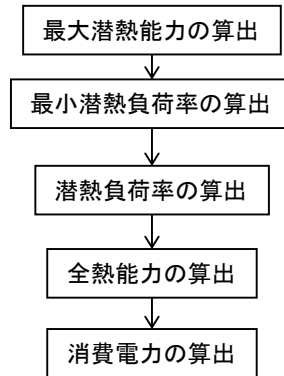 最大潜熱能力の算出
最小潜熱負荷率の算出
潜熱負荷率の算出
全熱能力の算出
消費電力の算出